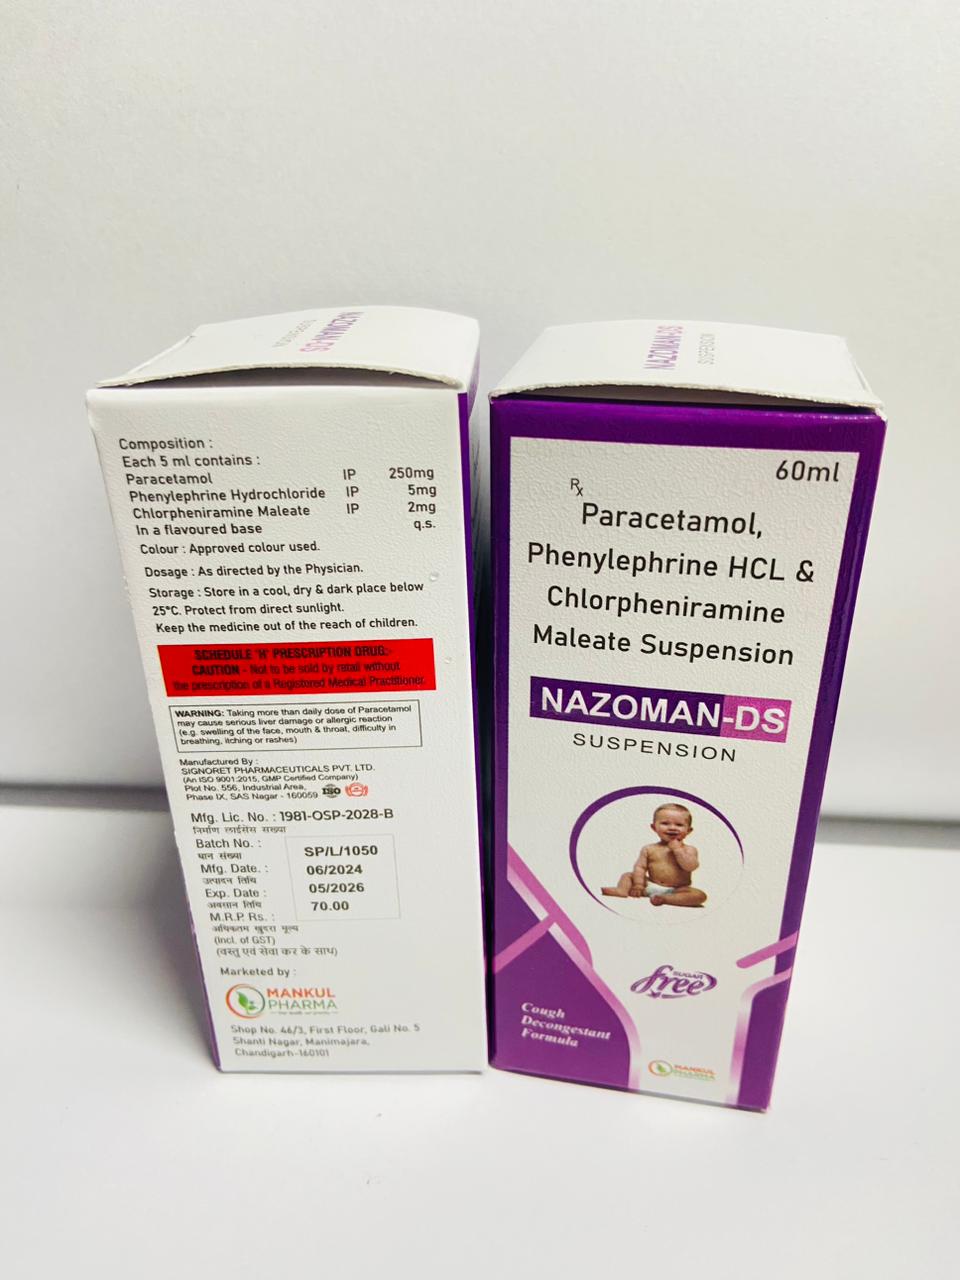 NAZOMAN-DS
SUSPENSION
Composition :
Each 5 ml contains :
Paracetamol IP 250mg
Phenylephrine Hydrochloride IP 5mg
Chlorpheniramine Maleate IP 2mg
In a flavoured base q.s.
Colour : Approved colour used.
Dosage : As directed by the Physician.
Storage : Store in a cool, dry & dark place below
25°C. Protect from direct sunlight.
Keep the medicine out of the reach of children.
SCHEDULE 'H' PRESCRIPTION DRUG:-
CAUTION - Not to be sold by retail without
the prescription of a Registered Medical Practitioner.
WARNING: Taking more than daily dose of Paracetamol
may cause serious liver damage or allergic reaction
(e.g. swelling of the face, mouth & throat, difficulty in
breathing, itching or rashes)
Manufactured By :
SIGNORET PHARMACEUTICALS PVT. LTD.
(An ISO 9001:2015, GMP Certified Company)
Plot No. 556, Industrial Area,
Phase IX, SAS Nagar - 160059 ISO
Mfg. Lic. No. : 1981-OSP-2028-B
निर्माण लाईसेंस संख्या
Batch No. : SP/L/1050
घान संख्या
Mfg. Date. : 06/2024
उत्पादन तिथि
Exp. Date : 05/2026
अवसान तिथि
M.R.P. Rs. : 70.00
अधिकतम खुदरा मूल्य
(Incl. of GST)
(वस्तु एवं सेवा कर के साथ)
Marketed by :
MANKUL
PHARMA
Shop No. 46/3, First Floor, Gali No. 5
Shanti Nagar, Manimajara,
Chandigarh-160101
NAZOMAN-DS
SUSPENSION
60ml
Rx
Paracetamol,
Phenylephrine HCL &
Chlorpheniramine
Maleate Suspension
NAZOMAN-DS
SUSPENSION
SUGAR
free
Cough
Decongestant
Formula
MANKUL
PHARMA